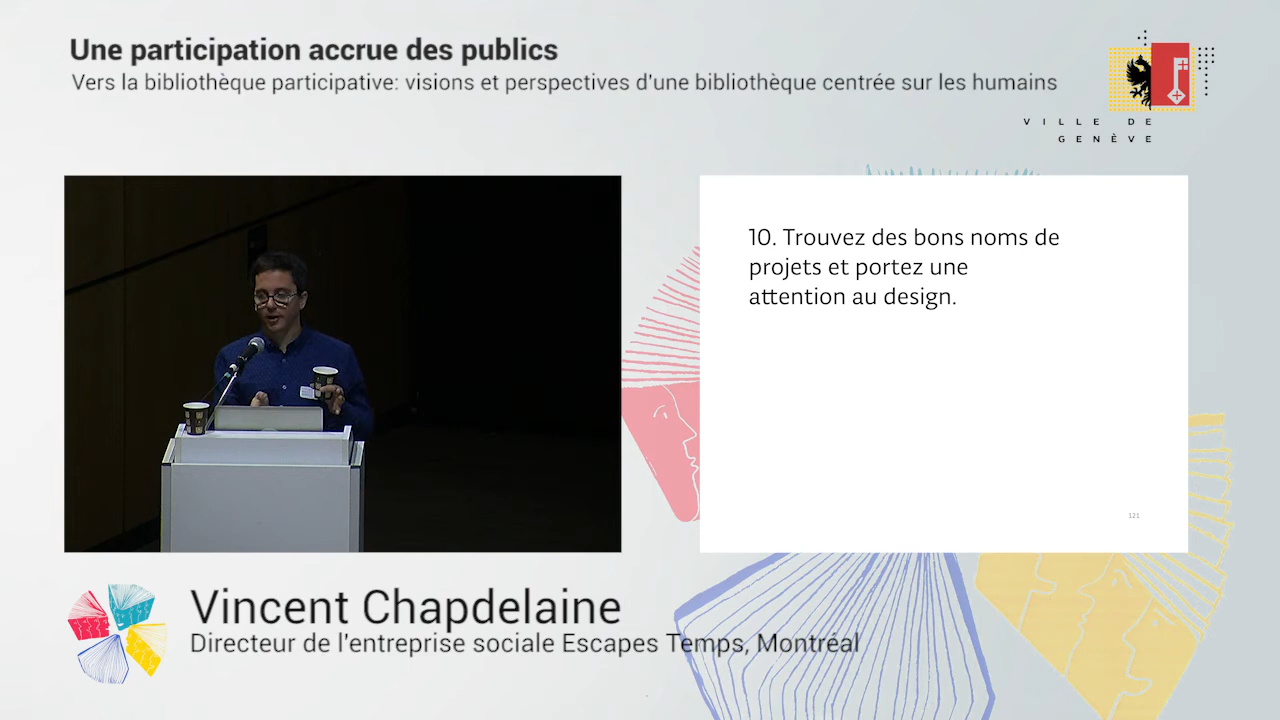 Une participation accrue des publics
Vers la bibliothèque participative: visions et perspectives d'une bibliothèque centrée sur les humains
VILLE DE
GENÈVE
10. Trouvez des bons noms de
projets et portez une
attention au design.
121
Vincent Chapdelaine
Directeur de l'entreprise sociale Escapes Temps, Montréal